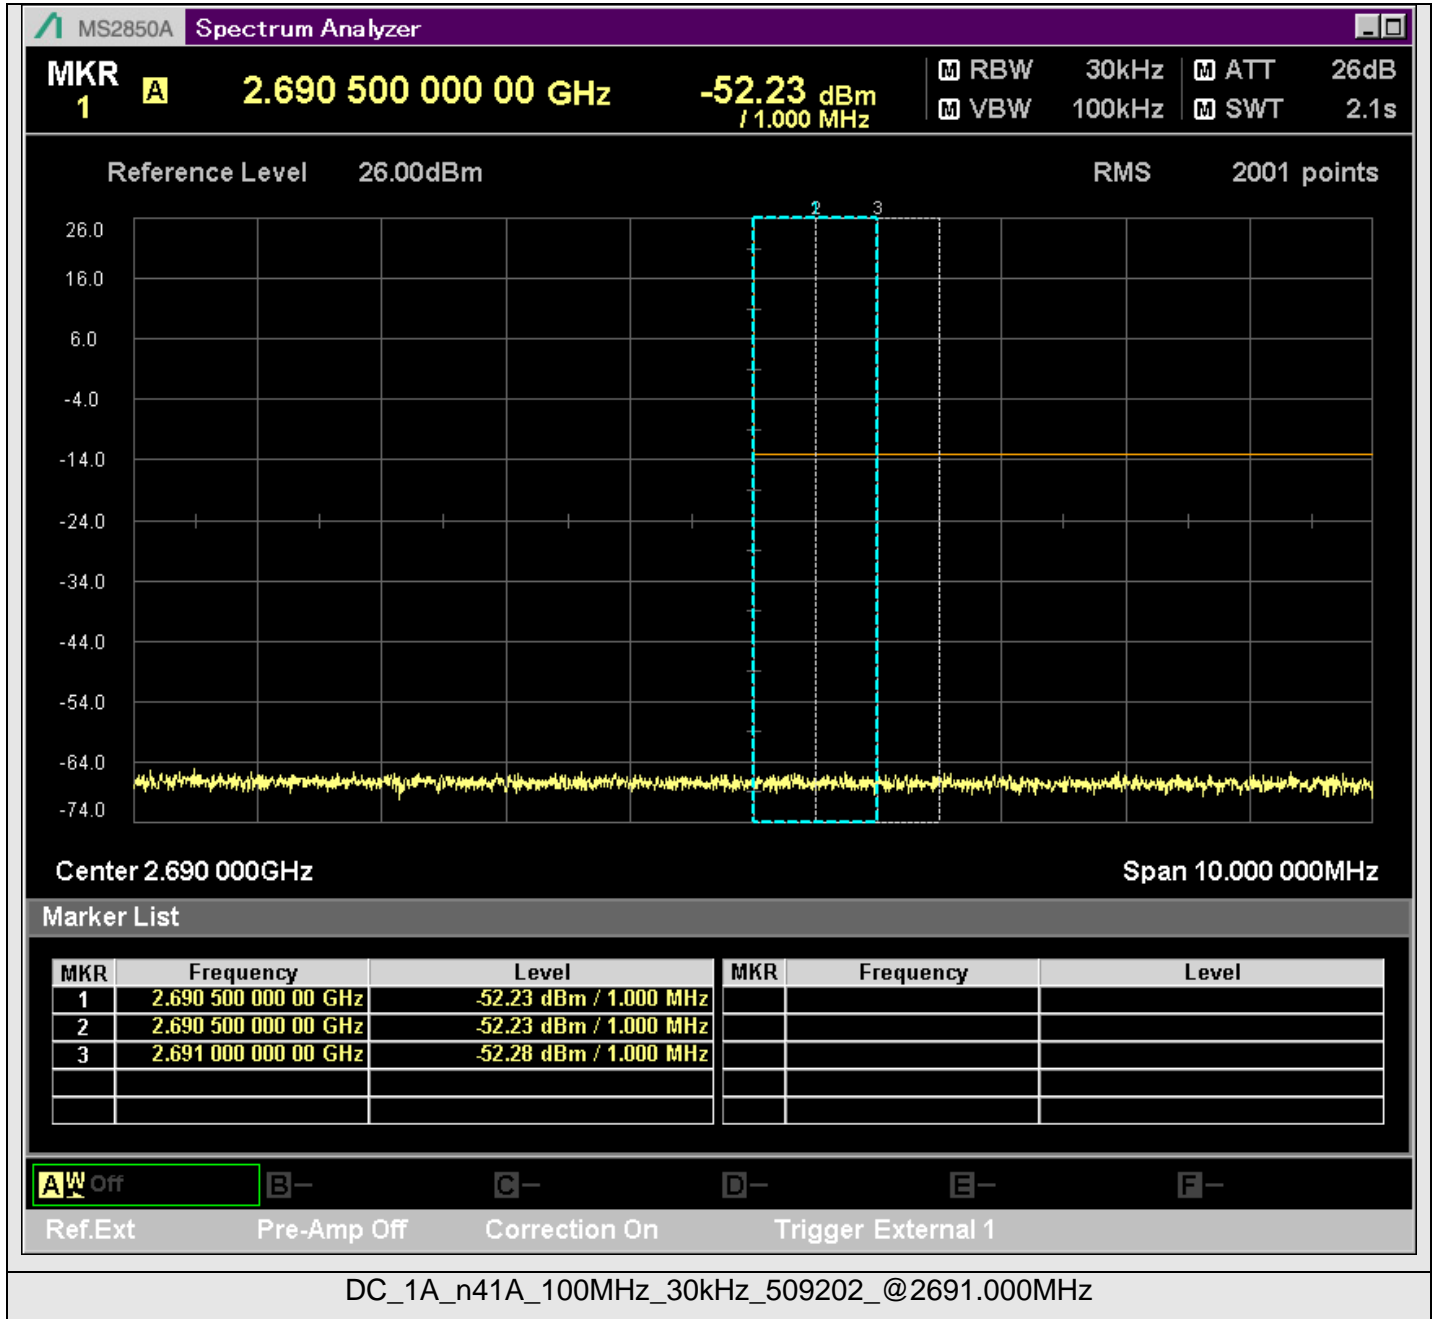 MS2850A Spectrum Analyzer
MKR 1 A 2.690 500 000 00 GHz -52.23 dBm / 1.000 MHz
M RBW 30kHz M ATT 26dB
M VBW 100kHz M SWT 2.1s
Reference Level 26.00dBm RMS 2001 points
2 3
26.0
16.0
6.0
-4.0
-14.0
-24.0
-34.0
-44.0
-54.0
-64.0
-74.0
Center 2.690 000GHz Span 10.000 000MHz
Marker List
MKR Frequency Level MKR Frequency Level
1 2.690 500 000 00 GHz -52.23 dBm / 1.000 MHz
2 2.690 500 000 00 GHz -52.23 dBm / 1.000 MHz
3 2.691 000 000 00 GHz -52.28 dBm / 1.000 MHz
A W Off B — C — D — E — F —
Ref.Ext Pre-Amp Off Correction On Trigger External 1
DC_1A_n41A_100MHz_30kHz_509202_@2691.000MHz